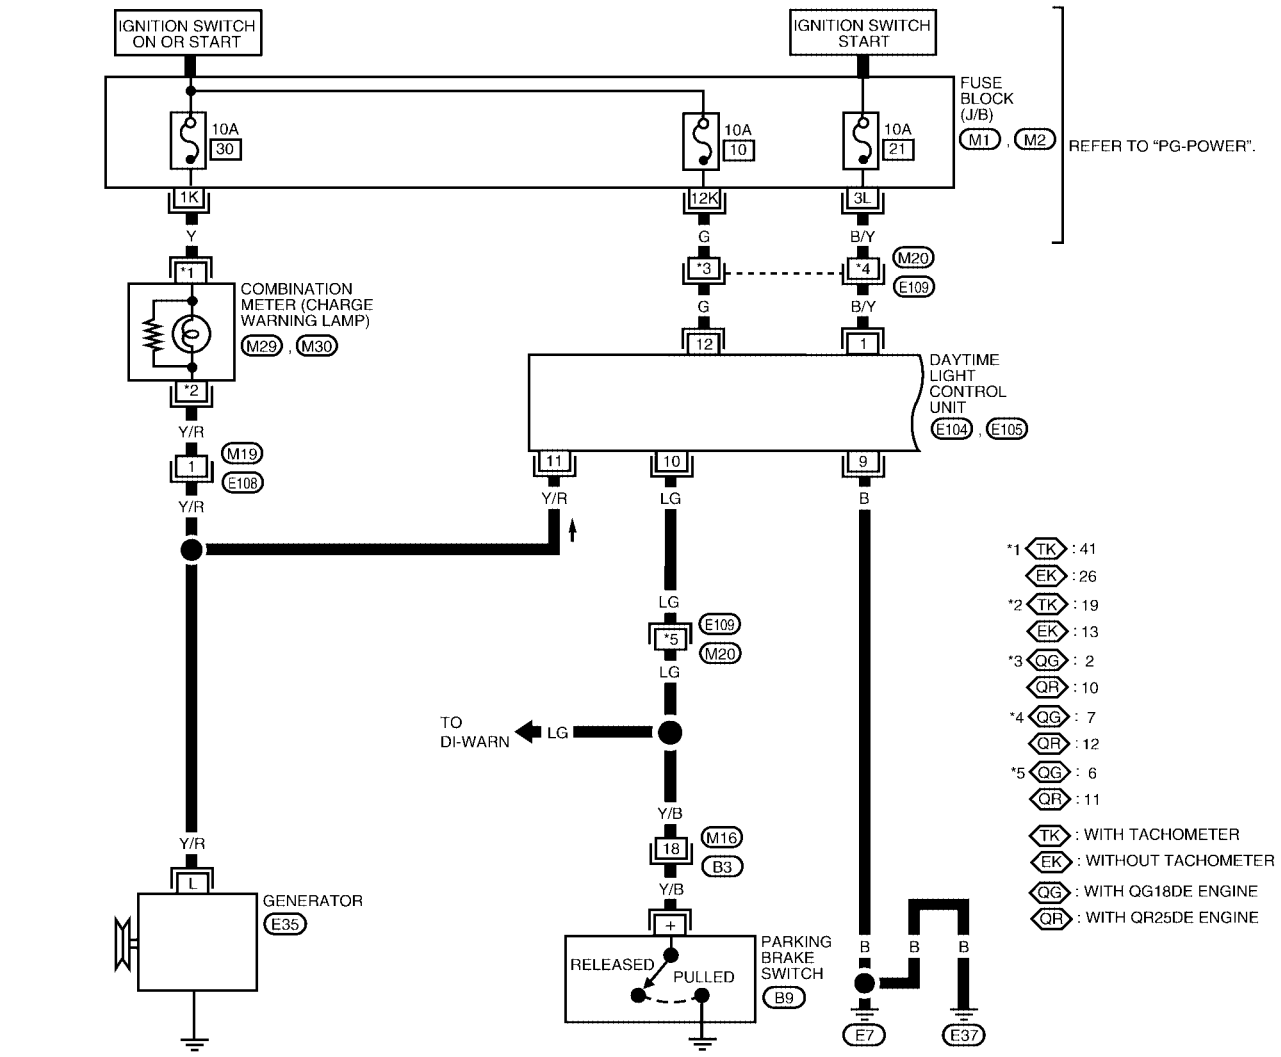 IGNITION SWITCH
ON OR START
IGNITION SWITCH
START
FUSE
BLOCK
(J/B)
M1 , M2
REFER TO “PG-POWER”.
10A
30
10A
10
10A
21
1K
12K
3L
Y
G
B/Y
*1
*3
*4
M20
E109
COMBINATION
METER (CHARGE
WARNING LAMP)
M29 , M30
G
B/Y
12
1
*2
DAYTIME
LIGHT
CONTROL
UNIT
E104 , E105
Y/R
1
M19
E108
11
10
9
Y/R
Y/R
LG
B
LG
*5
E109
M20
LG
TO
DI-WARN
LG
Y/B
18
M16
B3
Y/R
Y/B
L
+
GENERATOR
E35
PARKING
BRAKE
SWITCH
B9
RELEASED
PULLED
B
B
B
E7
E37
*1 TK : 41
EK : 26
*2 TK : 19
EK : 13
*3 QG : 2
QR : 10
*4 QG : 7
QR : 12
*5 QG : 6
QR : 11
TK : WITH TACHOMETER
EK : WITHOUT TACHOMETER
QG : WITH QG18DE ENGINE
QR : WITH QR25DE ENGINE